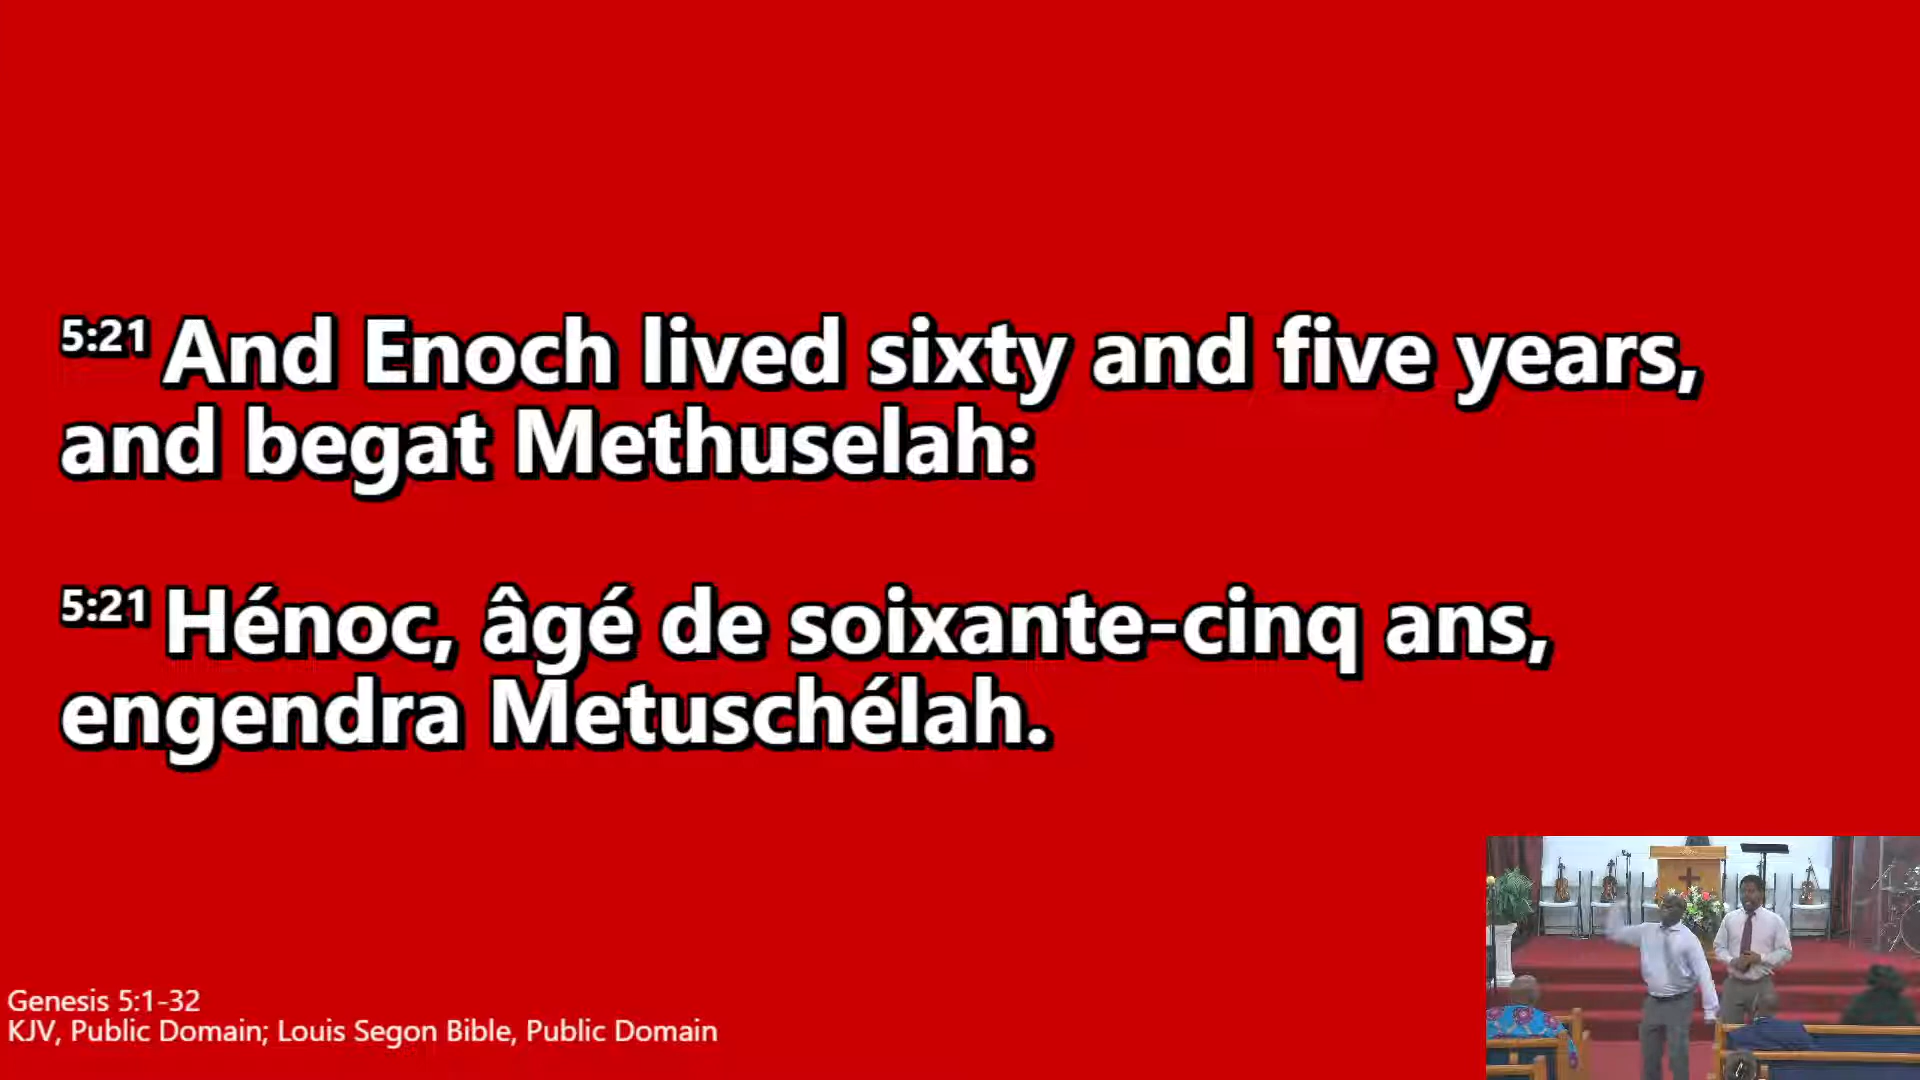 5:21 And Enoch lived sixty and five years,
and begat Methuselah:
5:21 Hénoc, âgé de soixante-cinq ans,
engendra Metuschélah.
Genesis 5:1-32
KJV, Public Domain; Louis Segon Bible, Public Domain